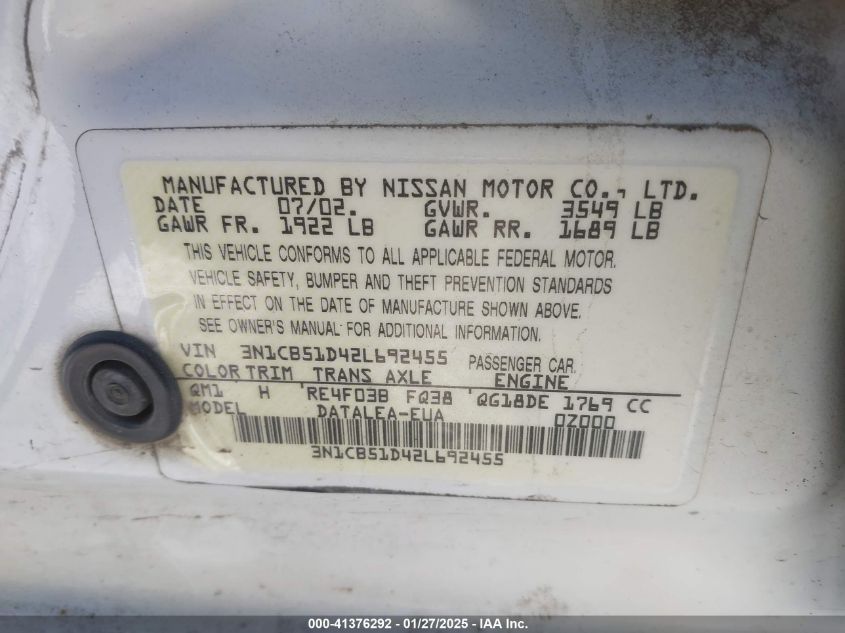 MANUFACTURED BY NISSAN MOTOR CO., LTD.
DATE 07/02. GVWR. 3549 LB
GAWR FR. 1922 LB GAWR RR. 1689 LB
THIS VEHICLE CONFORMS TO ALL APPLICABLE FEDERAL MOTOR.
VEHICLE SAFETY, BUMPER AND THEFT PREVENTION STANDARDS
IN EFFECT ON THE DATE OF MANUFACTURE SHOWN ABOVE.
SEE OWNER'S MANUAL FOR ADDITIONAL INFORMATION.
VIN 3N1CB51D42L692455 PASSENGER CAR.
COLOR TRIM TRANS AXLE ENGINE
QM1 H RE4F03B FQ38 QG18DE 1769 CC
MODEL DATALEA-EUA 0Z000
3N1CB51D42L692455
000-41376292 - 01/27/2025 - IAA Inc.